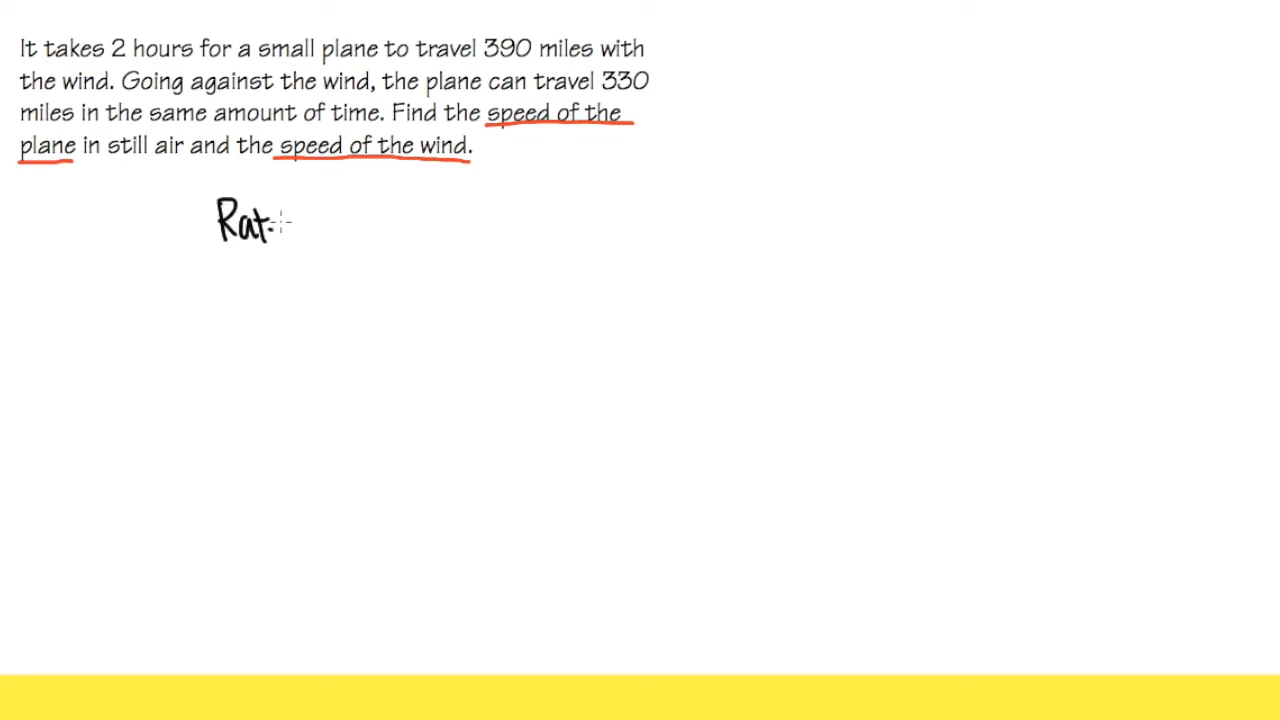 It takes 2 hours for a small plane to travel 390 miles with
the wind. Going against the wind, the plane can travel 330
miles in the same amount of time. Find the speed of the
plane in still air and the speed of the wind.
Rat